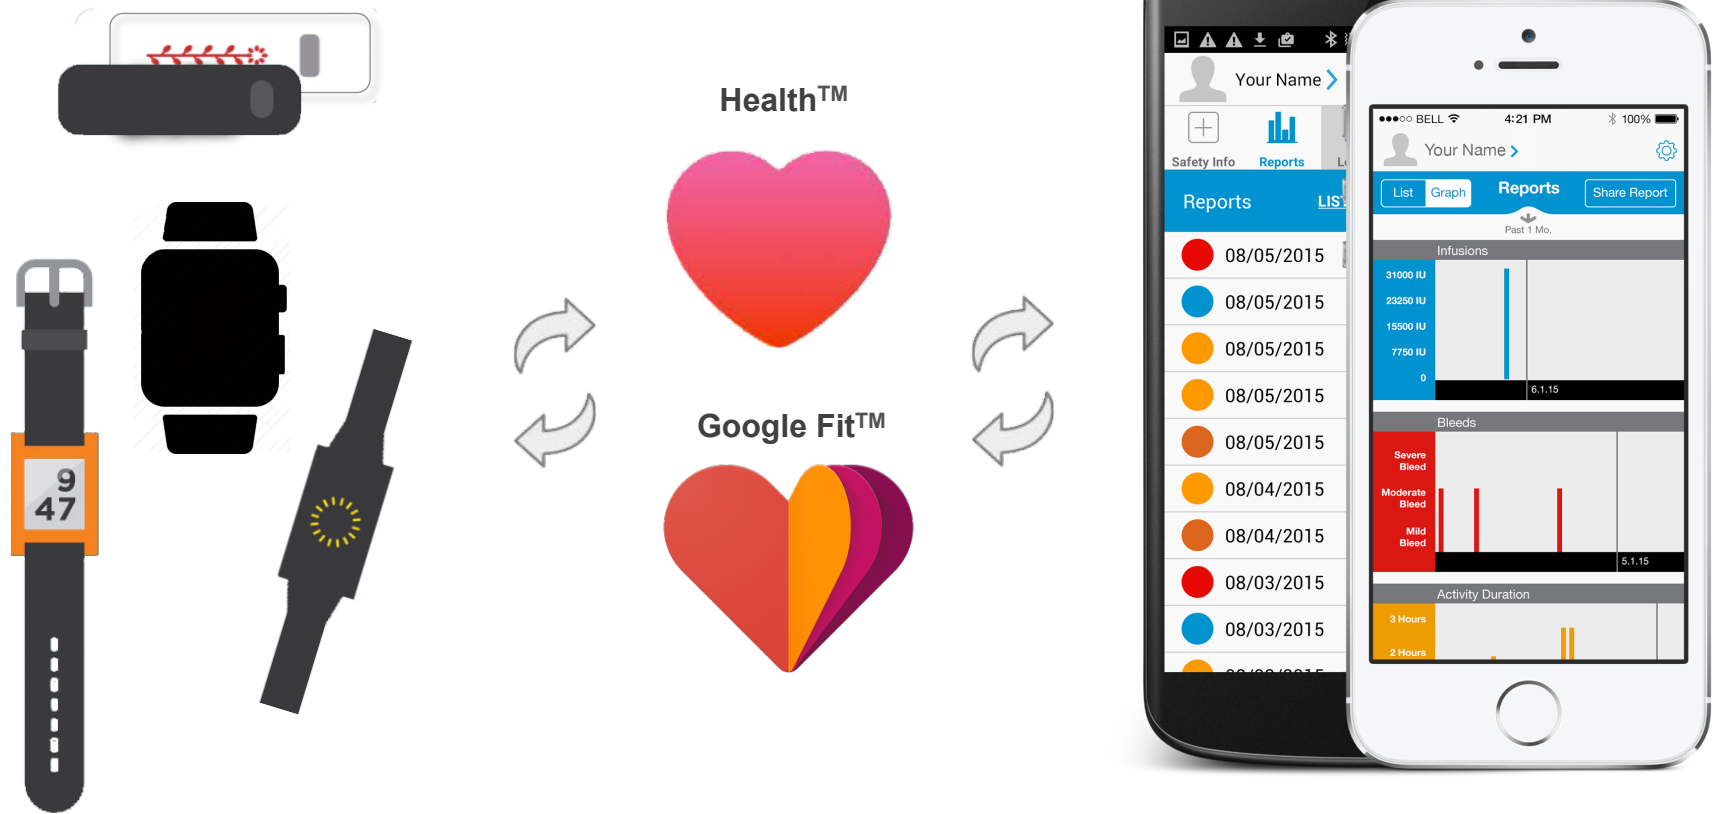 Health™
Google Fit™
9
47
Your Name
Safety Info
Reports
Reports
08/05/2015
08/05/2015
08/05/2015
08/05/2015
08/05/2015
08/04/2015
08/04/2015
08/03/2015
08/03/2015
BELL
4:21 PM
100%
Your Name
List
Graph
Reports
Share Report
Past 1 Mo.
Infusions
31000 IU
23250 IU
15500 IU
7750 IU
0
6.1.15
Bleeds
Severe
Bleed
Moderate
Bleed
Mild
Bleed
5.1.15
Activity Duration
3 Hours
2 Hours